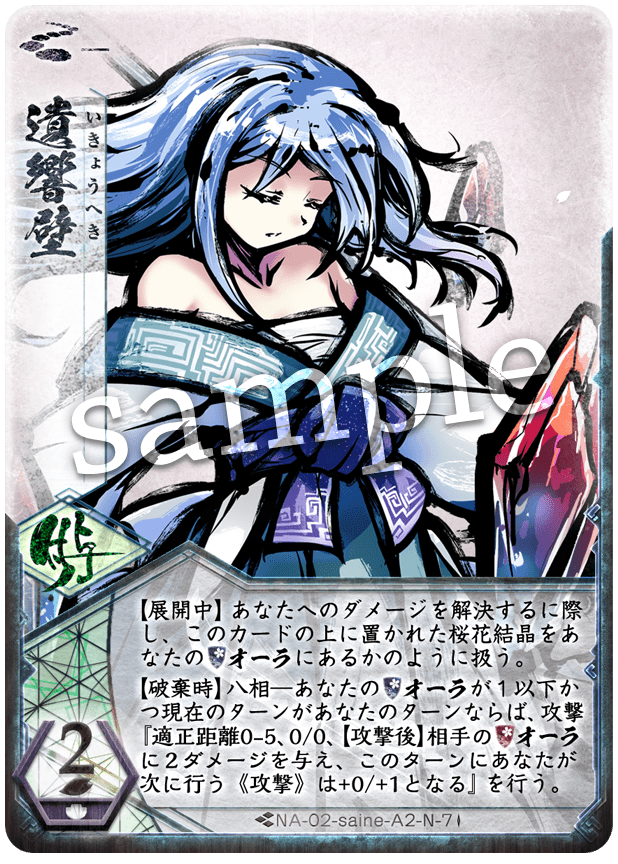 遺響壁
いきょうへき
sample
付与
【展開中】あなたへのダメージを解決するに際
し、このカードの上に置かれた桜花結晶をあ
なたのオーラにあるかのように扱う。
【破棄時】八相─あなたのオーラが1以下か
つ現在のターンがあなたのターンならば、攻撃
『適正距離0-5、0/0、【攻撃後】相手のオーラ
に2ダメージを与え、このターンにあなたが
次に行う《攻撃》は+0/+1となる』を行う。
2
NA-02-saine-A2-N-7